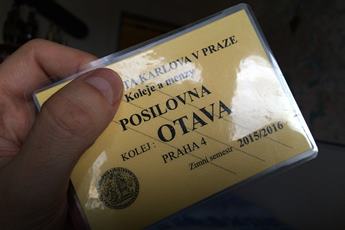 TA KARLOVA V PRAZE
Koleje a menzy
POSILOVNA
KOLEJ: OTAVA
PRAHA 4
Zimní semestr 2015/2016